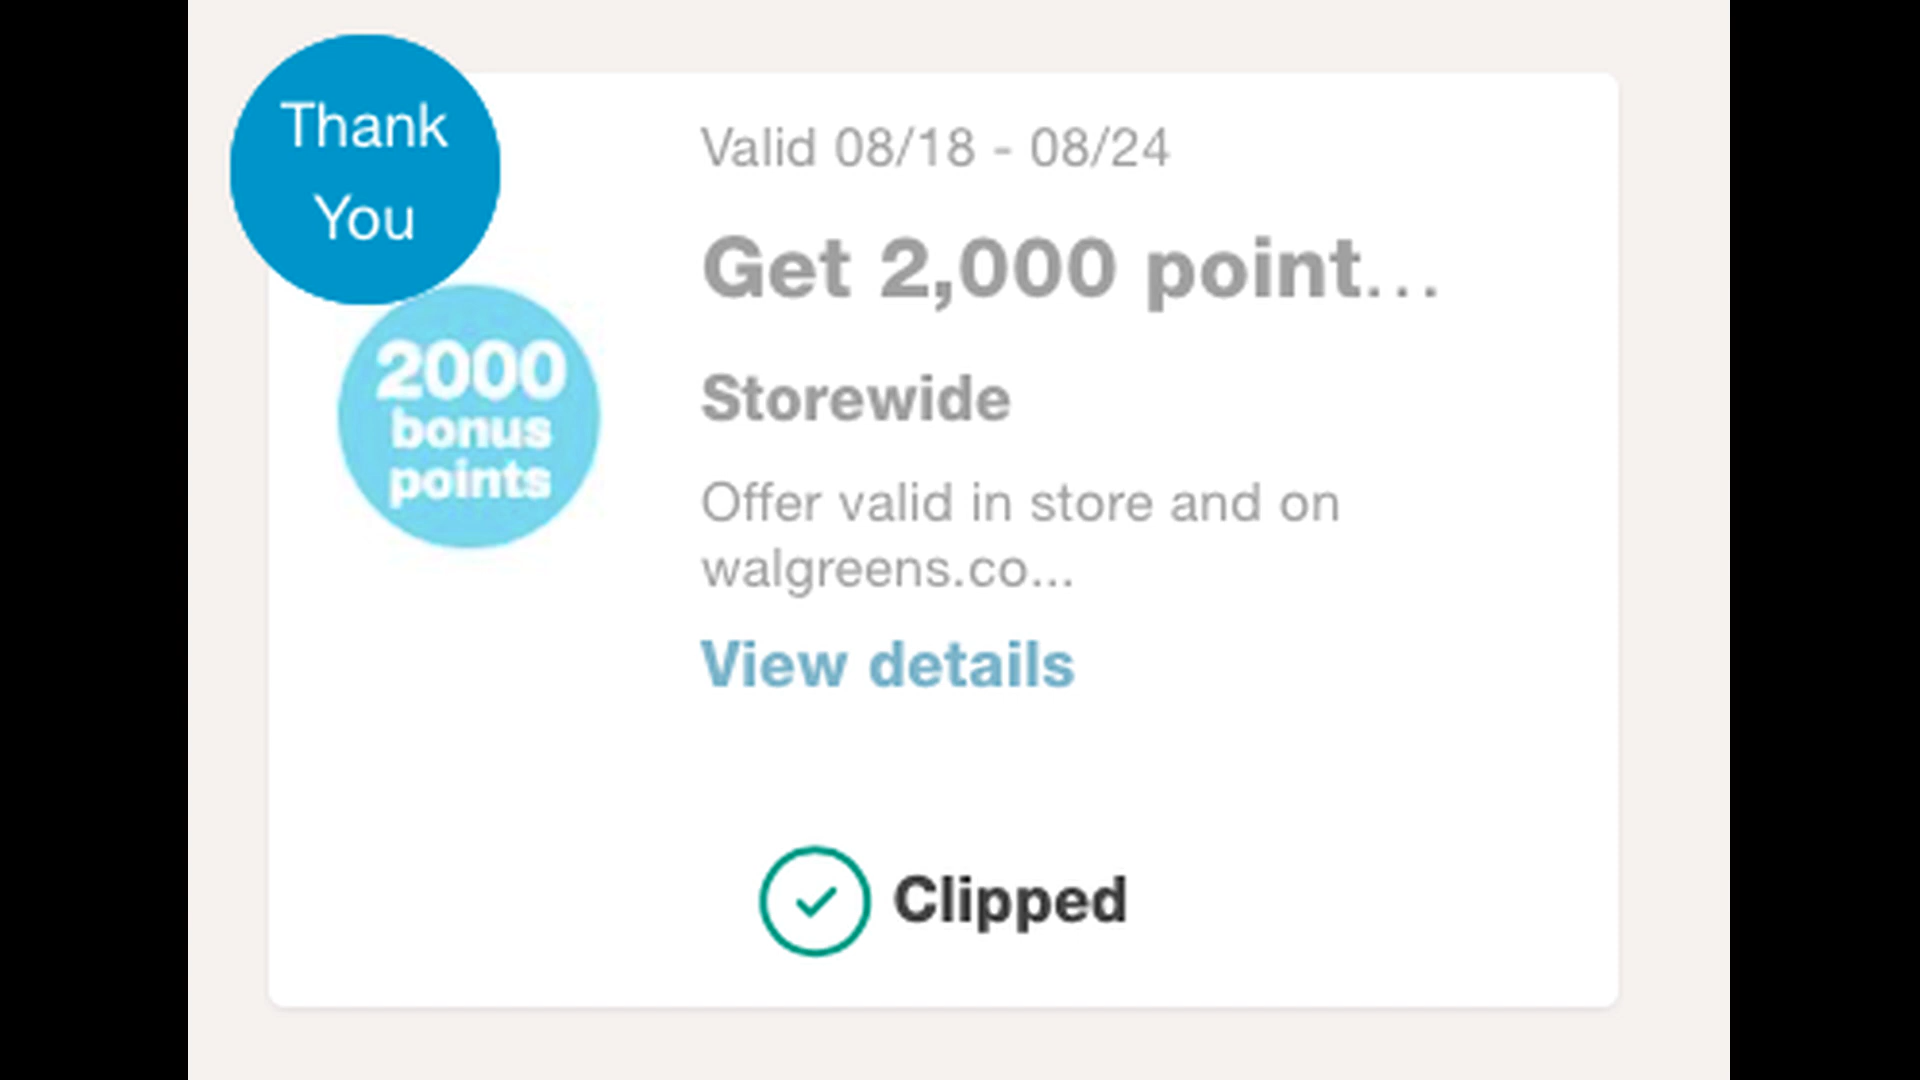 Thank
You
Valid 08/18 - 08/24
Get 2,000 point...
2000
bonus
points
Storewide
Offer valid in store and on
walgreens.co...
View details
Clipped